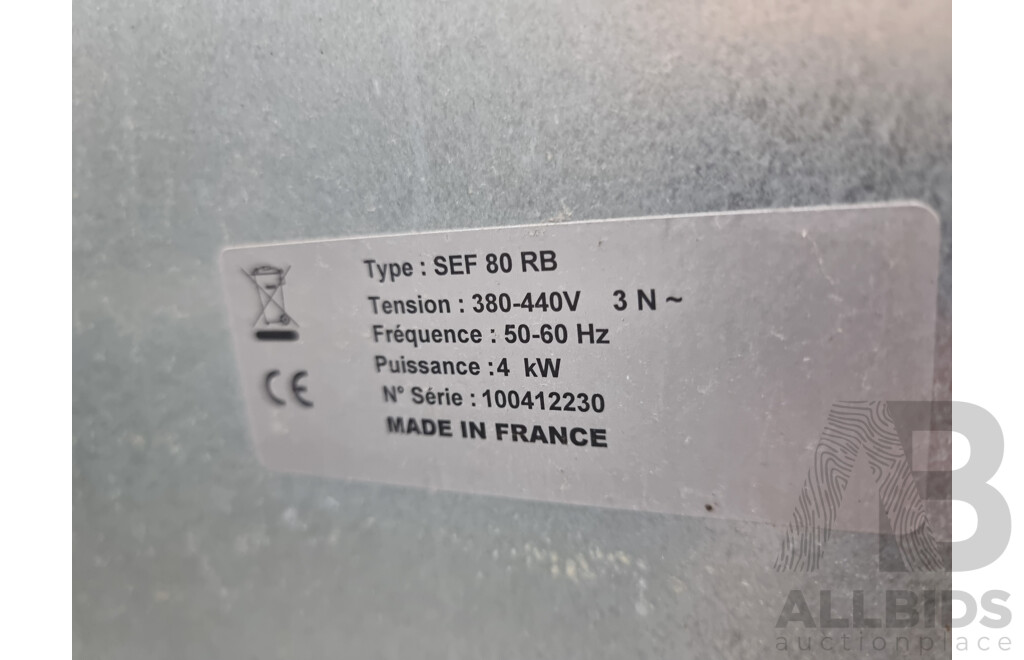 Type : SEF 80 RB
Tension : 380-440V 3 N ~
Fréquence : 50-60 Hz
Puissance :4 kW
N° Série : 100412230
MADE IN FRANCE
CE
AB
ALLBIDS
auctionplace